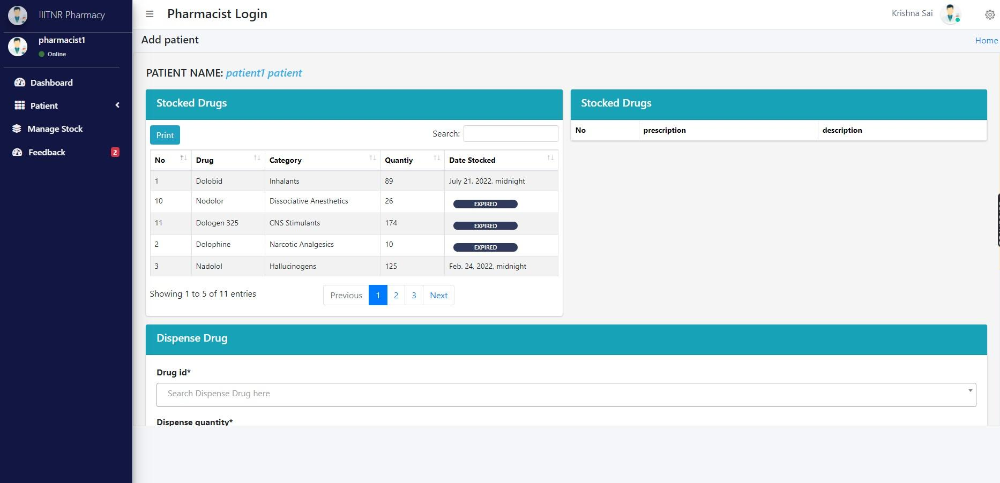 IIITNR Pharmacy
pharmacist1
Online
Dashboard
Patient
Manage Stock
Feedback 2
Pharmacist Login
Krishna Sai
Add patient
Home
PATIENT NAME: patient1 patient
Stocked Drugs
Print
Search:
No Drug Category Quantiy Date Stocked
1 Dolobid Inhalants 89 July 21, 2022, midnight
10 Nodolor Dissociative Anesthetics 26 EXPIRED
11 Dologen 325 CNS Stimulants 174 EXPIRED
2 Dolophine Narcotic Analgesics 10 EXPIRED
3 Nadolol Hallucinogens 125 Feb. 24, 2022, midnight
Showing 1 to 5 of 11 entries
Previous 1 2 3 Next
Stocked Drugs
No prescription description
Dispense Drug
Drug id*
Search Dispense Drug here
Dispense quantity*